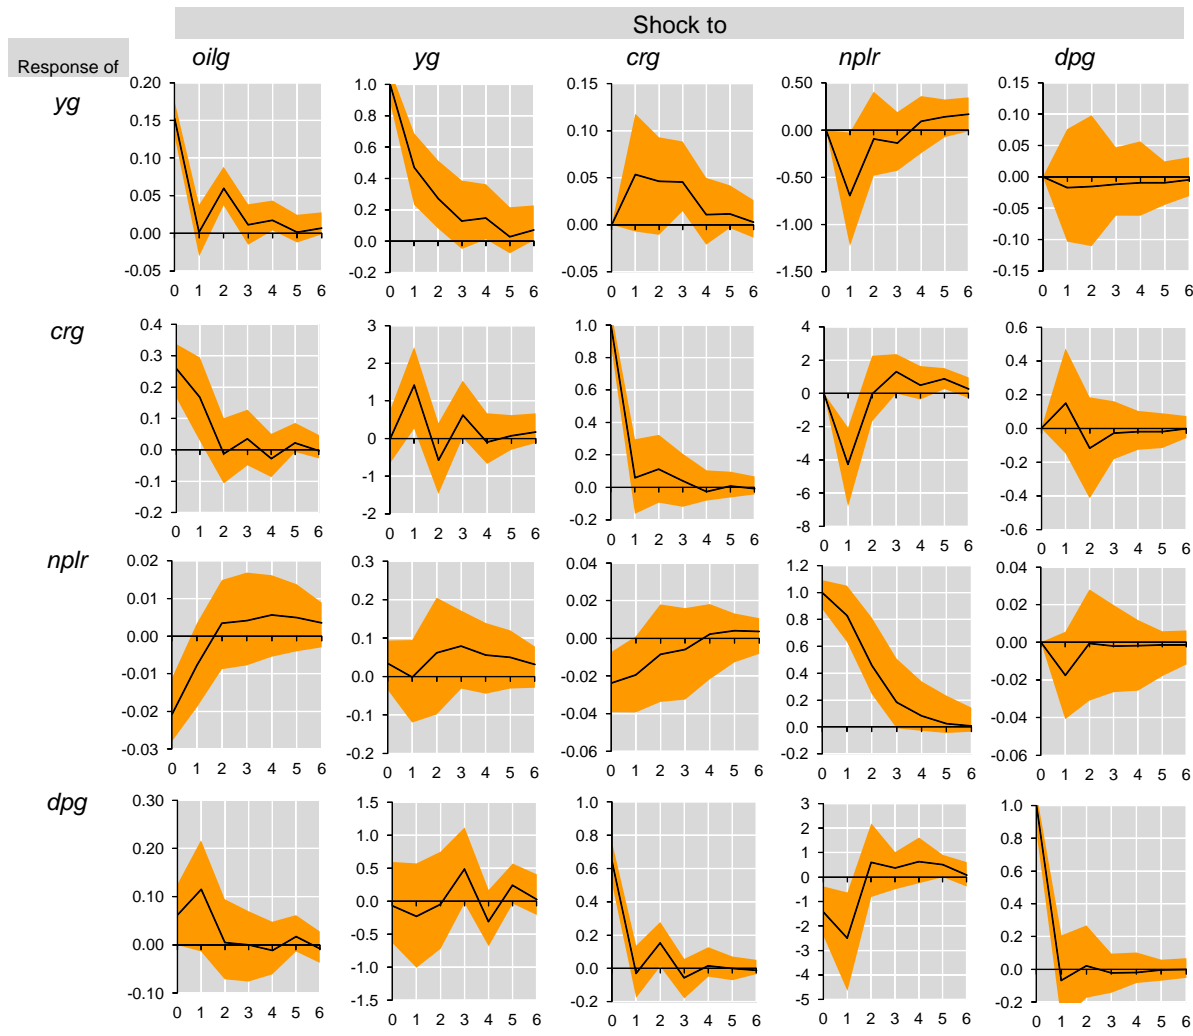 Shock to
Response of
oilg yg crg nplr dpg
yg
0.20 0.15 0.10 0.05 0.00 -0.05
0 1 2 3 4 5 6
1.0 0.8 0.6 0.4 0.2 0.0 -0.2
0 1 2 3 4 5 6
0.15 0.10 0.05 0.00 -0.05
0 1 2 3 4 5 6
0.50 0.00 -0.50 -1.00 -1.50
0 1 2 3 4 5 6
0.15 0.10 0.05 0.00 -0.05 -0.10 -0.15
0 1 2 3 4 5 6
crg
0.4 0.3 0.2 0.1 0.0 -0.1 -0.2
0 1 2 3 4 5 6
3 2 1 0 -1 -2
0 1 2 3 4 5 6
1.0 0.8 0.6 0.4 0.2 0.0 -0.2
0 1 2 3 4 5 6
4 2 0 -2 -4 -6 -8
0 1 2 3 4 5 6
0.6 0.4 0.2 0.0 -0.2 -0.4 -0.6
0 1 2 3 4 5 6
nplr
0.02 0.01 0.00 -0.01 -0.02 -0.03
0 1 2 3 4 5 6
0.3 0.2 0.1 0.0 -0.1 -0.2
0 1 2 3 4 5 6
0.04 0.02 0.00 -0.02 -0.04 -0.06
0 1 2 3 4 5 6
1.2 1.0 0.8 0.6 0.4 0.2 0.0 -0.2
0 1 2 3 4 5 6
0.04 0.02 0.00 -0.02 -0.04 -0.06
0 1 2 3 4 5 6
dpg
0.30 0.20 0.10 0.00 -0.10
0 1 2 3 4 5 6
1.5 1.0 0.5 0.0 -0.5 -1.0 -1.5
0 1 2 3 4 5 6
1.0 0.8 0.6 0.4 0.2 0.0 -0.2
0 1 2 3 4 5 6
3 2 1 0 -1 -2 -3 -4 -5
0 1 2 3 4 5 6
1.0 0.8 0.6 0.4 0.2 0.0 -0.2
0 1 2 3 4 5 6